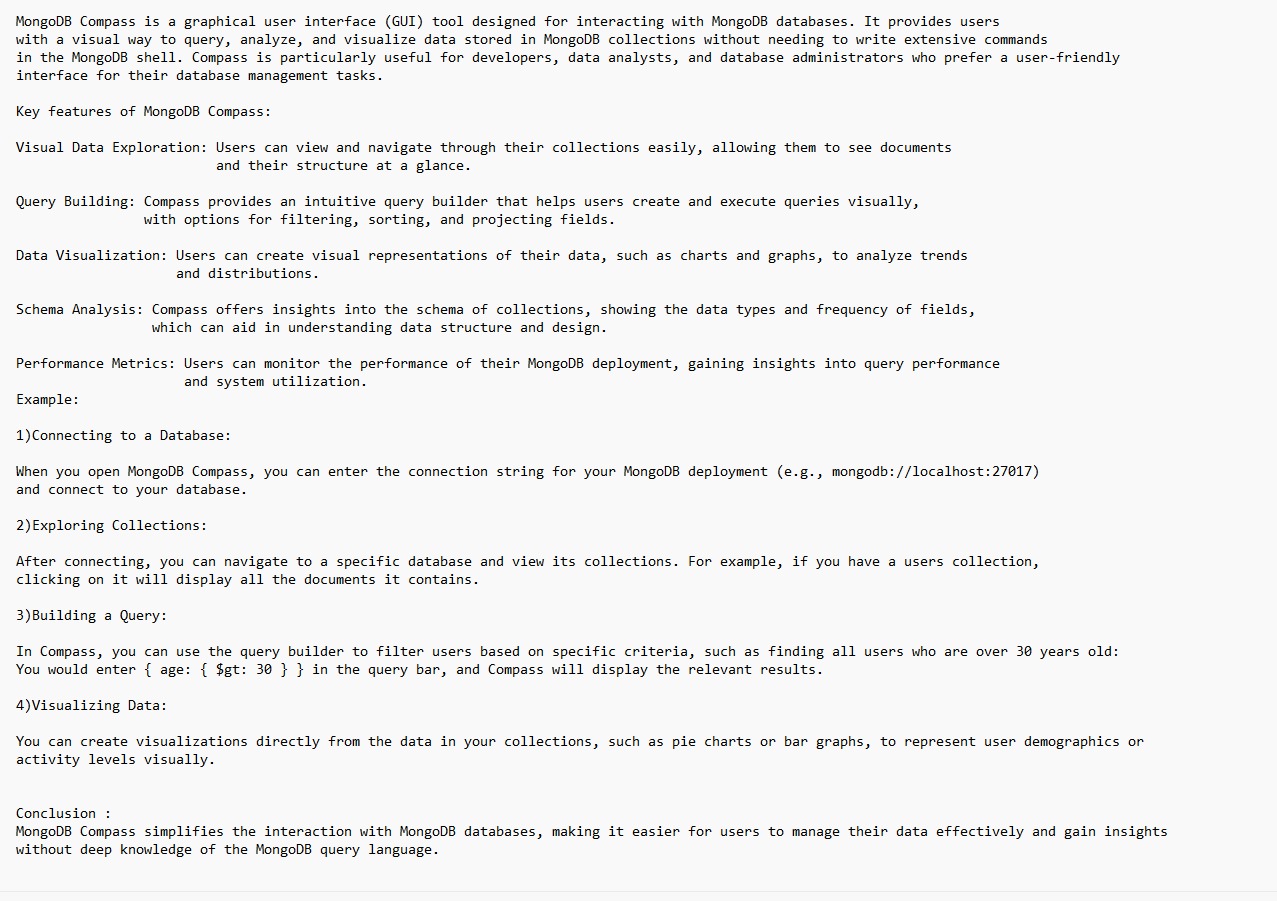 MongoDB Compass is a graphical user interface (GUI) tool designed for interacting with MongoDB databases. It provides users
with a visual way to query, analyze, and visualize data stored in MongoDB collections without needing to write extensive commands
in the MongoDB shell. Compass is particularly useful for developers, data analysts, and database administrators who prefer a user-friendly
interface for their database management tasks.
Key features of MongoDB Compass:
Visual Data Exploration: Users can view and navigate through their collections easily, allowing them to see documents
and their structure at a glance.
Query Building: Compass provides an intuitive query builder that helps users create and execute queries visually,
with options for filtering, sorting, and projecting fields.
Data Visualization: Users can create visual representations of their data, such as charts and graphs, to analyze trends
and distributions.
Schema Analysis: Compass offers insights into the schema of collections, showing the data types and frequency of fields,
which can aid in understanding data structure and design.
Performance Metrics: Users can monitor the performance of their MongoDB deployment, gaining insights into query performance
and system utilization.
Example:
1)Connecting to a Database:
When you open MongoDB Compass, you can enter the connection string for your MongoDB deployment (e.g., mongodb://localhost:27017)
and connect to your database.
2)Exploring Collections:
After connecting, you can navigate to a specific database and view its collections. For example, if you have a users collection,
clicking on it will display all the documents it contains.
3)Building a Query:
In Compass, you can use the query builder to filter users based on specific criteria, such as finding all users who are over 30 years old:
You would enter { age: { $gt: 30 } } in the query bar, and Compass will display the relevant results.
4)Visualizing Data:
You can create visualizations directly from the data in your collections, such as pie charts or bar graphs, to represent user demographics or
activity levels visually.
Conclusion :
MongoDB Compass simplifies the interaction with MongoDB databases, making it easier for users to manage their data effectively and gain insights
without deep knowledge of the MongoDB query language.